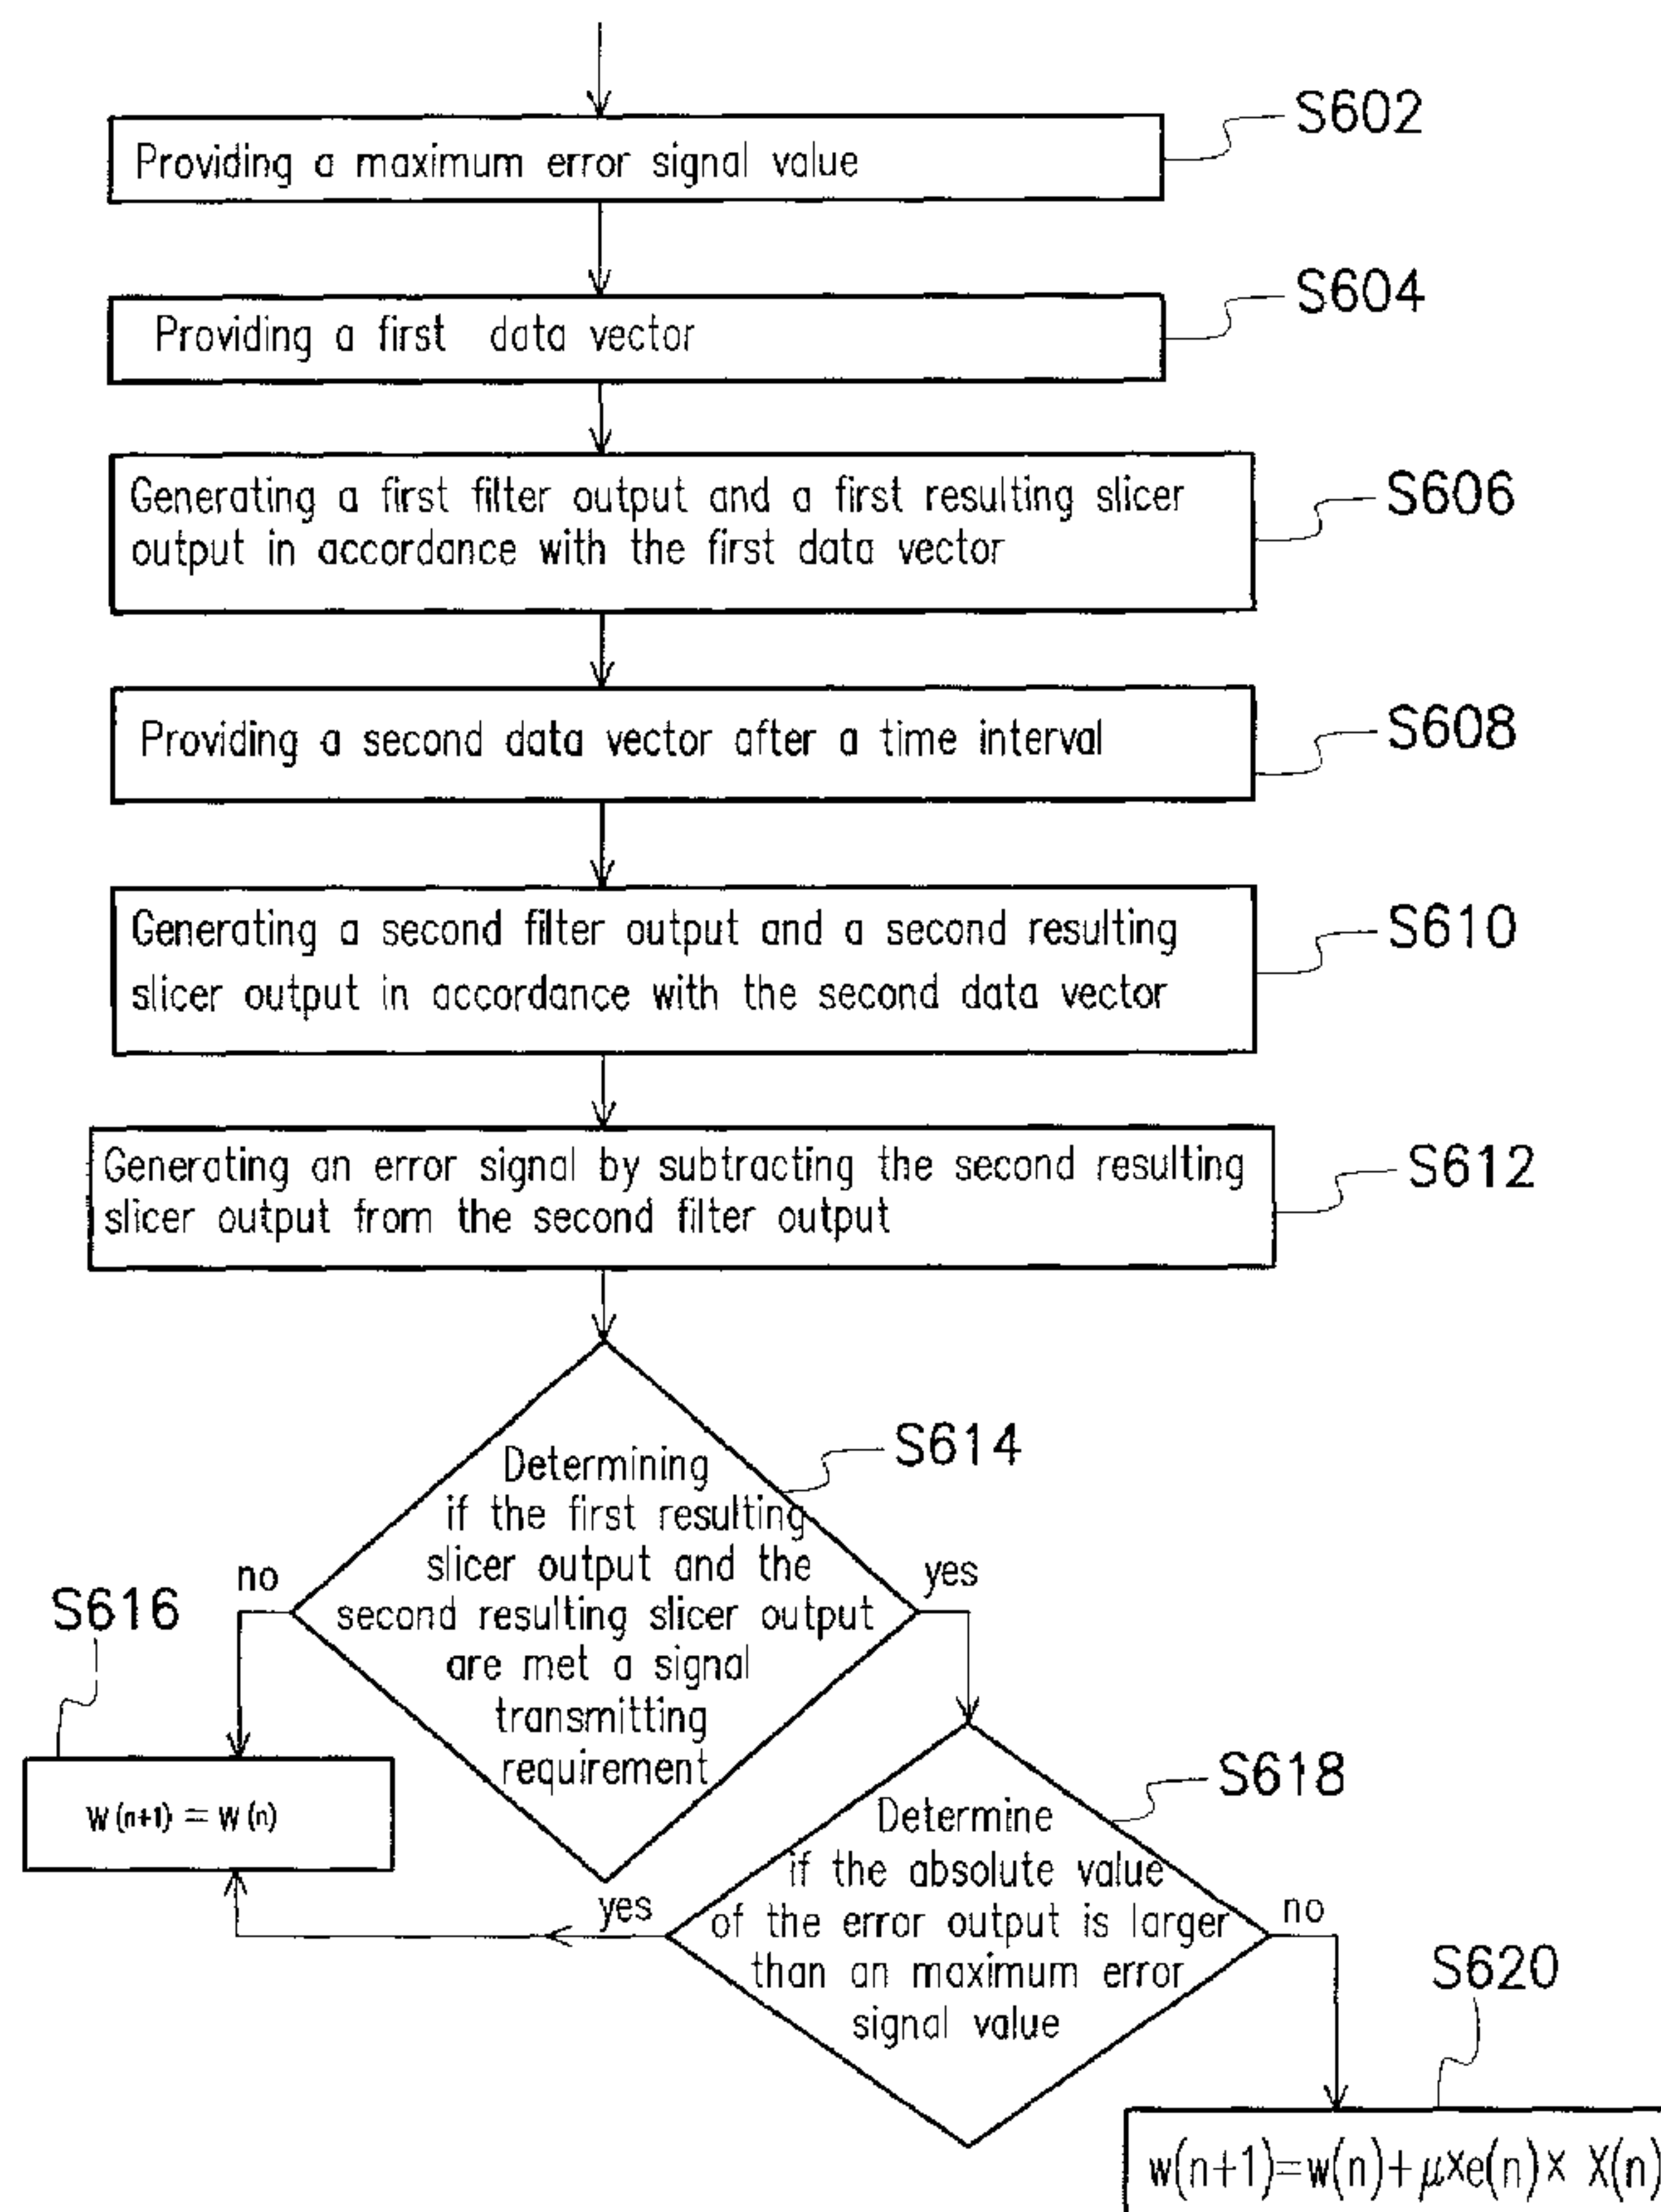 S602
Providing a maximum error signal value
S604
Providing a first data vector
S606
Generating a first filter output and a first resulting slicer
output in accordance with the first data vector
S608
Providing a second data vector after a time interval
S610
Generating a second filter output and a second resulting
slicer output in accordance with the second data vector
S612
Generating an error signal by subtracting the second resulting
slicer output from the second filter output
S614
Determining
if the first resulting
slicer output and the
second resulting slicer output
are met a signal
transmitting
requirement
no
yes
S616
w(n+1) = w(n)
S618
Determine
if the absolute value
of the error output is larger
than an maximum error
signal value
yes
no
S620
w(n+1)=w(n)+μxe(n)× X(n)